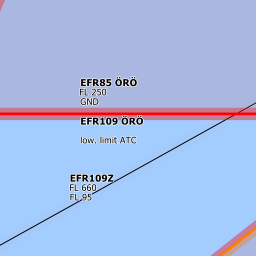 EFR85 ÖRÖ
FL 250
GND
EFR109 ÖRÖ
low. limit ATC
EFR109Z
FL 660
FL 95